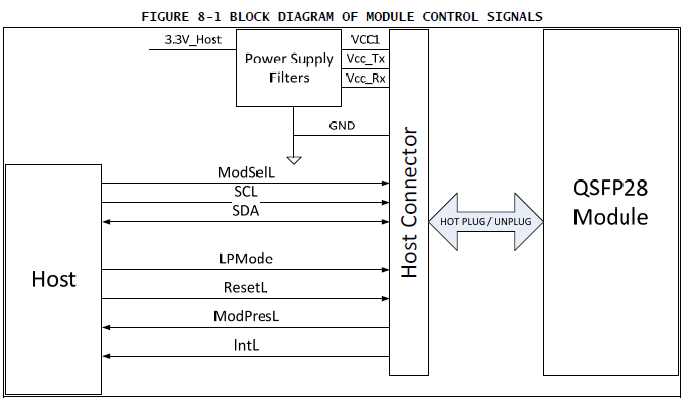 FIGURE 8-1 BLOCK DIAGRAM OF MODULE CONTROL SIGNALS
3.3V_Host
Power Supply
Filters
VCC1
Vcc_Tx
Vcc_Rx
GND
Host
ModSelL
SCL
SDA
LPMode
ResetL
ModPresL
IntL
Host Connector
HOT PLUG / UNPLUG
QSFP28
Module